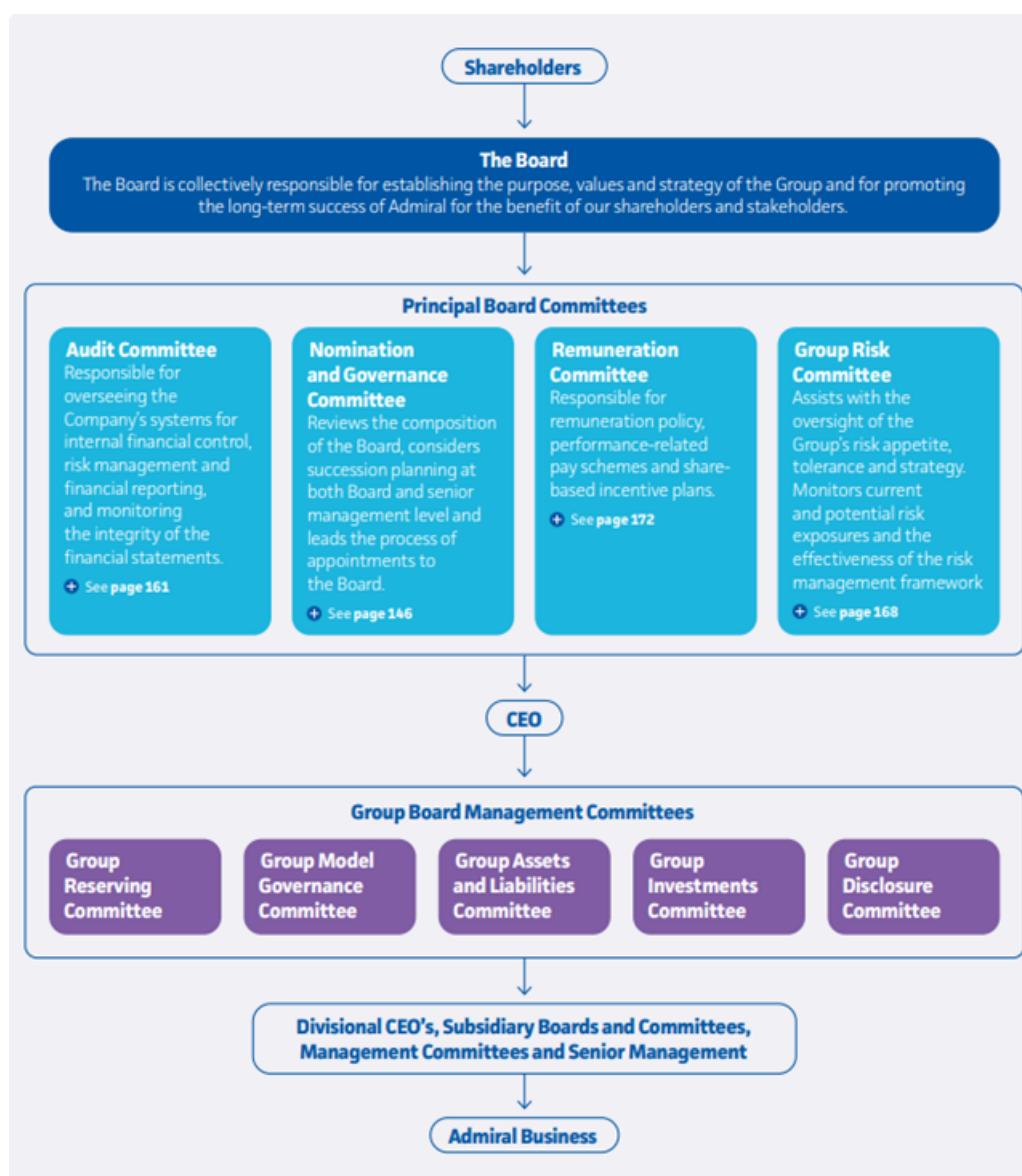 Shareholders
The Board
The Board is collectively responsible for establishing the purpose, values and strategy of the Group and for promoting
the long-term success of Admiral for the benefit of our shareholders and stakeholders.
Principal Board Committees
Audit Committee
Responsible for
overseeing the
Company's systems for
internal financial control,
risk management and
financial reporting,
and monitoring
the integrity of the
financial statements.
See page 161
Nomination
and Governance
Committee
Reviews the composition
of the Board, considers
succession planning at
both Board and senior
management level and
leads the process of
appointments to
the Board.
See page 146
Remuneration
Committee
Responsible for
remuneration policy,
performance-related
pay schemes and share-
based incentive plans.
See page 172
Group Risk
Committee
Assists with the
oversight of the
Group's risk appetite,
tolerance and strategy.
Monitors current
and potential risk
exposures and the
effectiveness of the risk
management framework
See page 168
CEO
Group Board Management Committees
Group
Reserving
Committee
Group Model
Governance
Committee
Group Assets
and Liabilities
Committee
Group
Investments
Committee
Group
Disclosure
Committee
Divisional CEO's, Subsidiary Boards and Committees,
Management Committees and Senior Management
Admiral Business